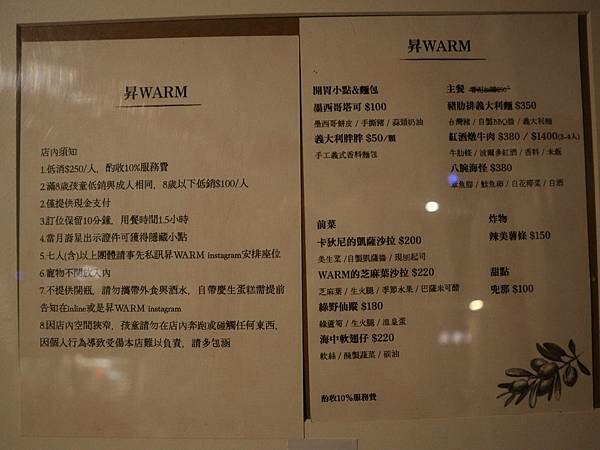 昇WARM
店內須知
1.低消$250/人，酌收10%服務費
2.滿8歲孩童低銷與成人相同，8歲以下低銷$100/人
2.僅提供現金支付
3.訂位保留10分鐘，用餐時間1.5小時
4.當月壽星出示證件可獲得隱藏小點
5.七人(含)以上團體請事先私訊昇WARM instagram安排座位
6.寵物不開放入內
7.不提供開瓶，請勿攜帶外食與酒水，自帶慶生蛋糕需提前
告知在inline或是昇WARM instagram
8.因店內空間狹窄，孩童請勿在店內奔跑或碰觸任何東西，
因個人行為導致受傷本店難以負責，請多包涵
昇WARM
開胃小點&麵包
墨西哥塔可 $100
墨西哥餅皮 / 手撕豬 / 蒜頭奶油
義大利胖胖 $50/顆
手工義式香料麵包
前菜
卡狄尼的凱薩沙拉 $200
美生菜 /自製凱薩醬 / 現刨起司
WARM的芝麻葉沙拉 $220
芝麻葉 / 生火腿 / 季節水果 / 巴薩米可醋
綠野仙蹤 $180
綠蘆筍 / 生火腿 / 溫泉蛋
海中軟翅仔 $220
軟絲 / 醃製蔬菜 / 碳油
酌收10%服務費
主餐
豬肋排義大利麵 $350
台灣豬 / 自製BBQ醬 / 義大利麵
紅酒燉牛肉 $380 / $1400(3-4人)
牛肋條 / 波爾多紅酒 / 香料 / 米飯
八腕海怪 $380
章魚腳 / 鮭魚卵 / 白花椰菜 / 白酒
炸物
辣美薯條 $150
甜點
兜那 $100